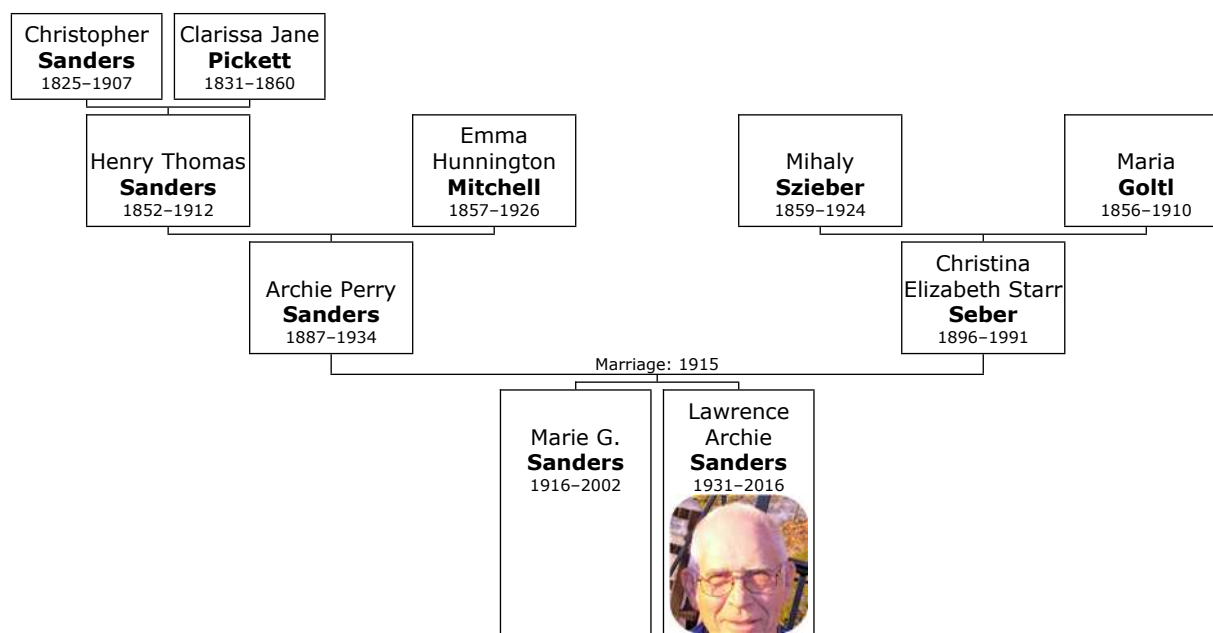 Christopher
Sanders
1825–1907
Clarissa Jane
Pickett
1831–1860
Henry Thomas
Sanders
1852–1912
Emma
Hunnington
Mitchell
1857–1926
Mihaly
Szieber
1859–1924
Maria
Goltl
1856–1910
Archie Perry
Sanders
1887–1934
Christina
Elizabeth Starr
Seber
1896–1991
Marriage: 1915
Marie G.
Sanders
1916–2002
Lawrence
Archie
Sanders
1931–2016